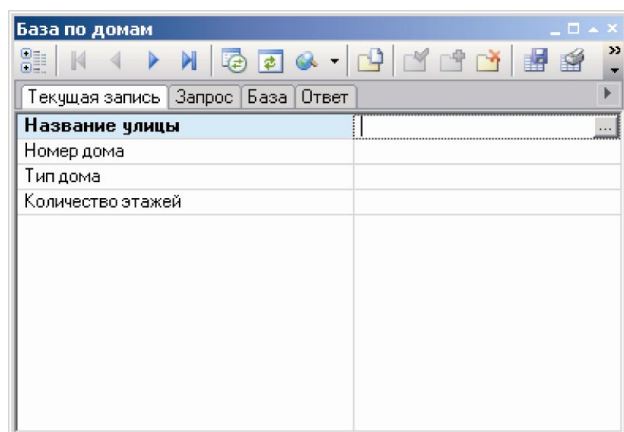 База по домам
Текущая запись Запрос База Ответ
Название улицы
Номер дома
Тип дома
Количество этажей